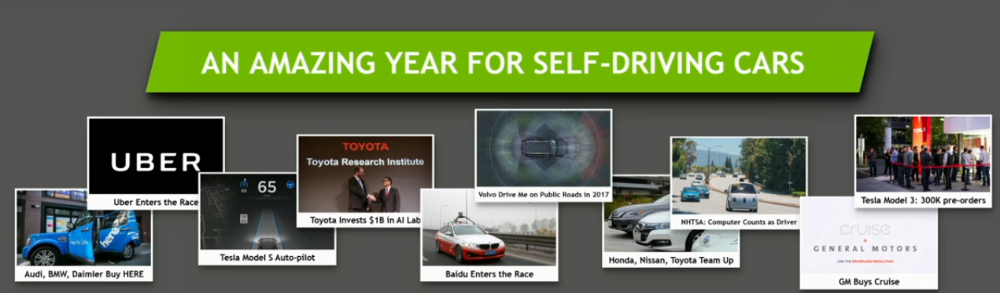 AN AMAZING YEAR FOR SELF-DRIVING CARS
UBER
Uber Enters the Race
here
Audi, BMW, Daimler Buy HERE
65
65
Tesla Model S Auto-pilot
TOYOTA
Toyota Research Institute
Toyota Invests $1B in AI Lab
Baidu Enters the Race
Volvo Drive Me on Public Roads in 2017
Honda, Nissan, Toyota Team Up
NHTSA: Computer Counts as Driver
cruise
+
GENERAL MOTORS
JOIN THE DRIVERLESS REVOLUTION
GM Buys Cruise
TESLA
Tesla Model 3: 300K pre-orders